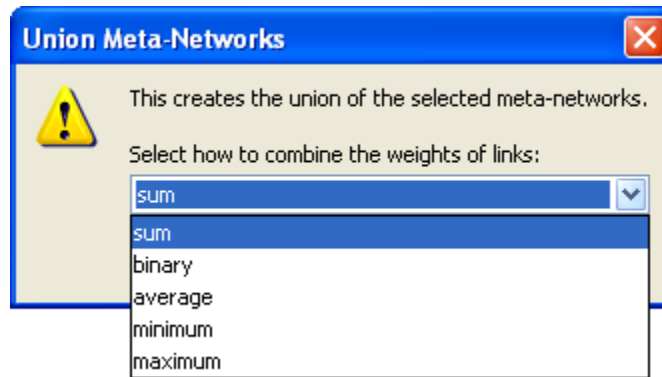 Union Meta-Networks
This creates the union of the selected meta-networks.
Select how to combine the weights of links:
sum
sum
binary
average
minimum
maximum